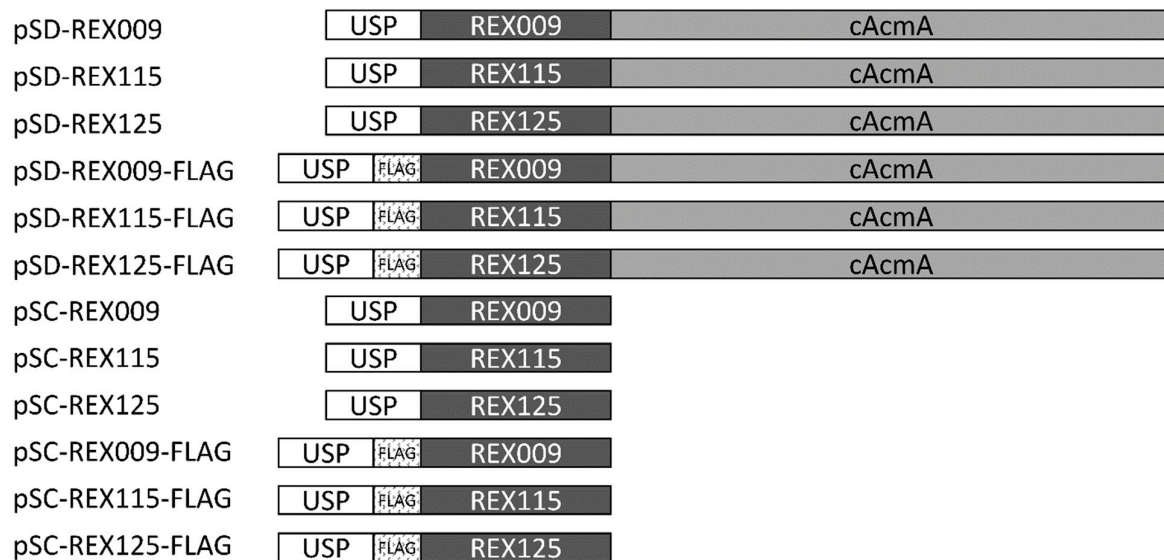 pSD-REX009 USP REX009 cAcmA
pSD-REX115 USP REX115 cAcmA
pSD-REX125 USP REX125 cAcmA
pSD-REX009-FLAG USP FLAG REX009 cAcmA
pSD-REX115-FLAG USP FLAG REX115 cAcmA
pSD-REX125-FLAG USP FLAG REX125 cAcmA
pSC-REX009 USP REX009
pSC-REX115 USP REX115
pSC-REX125 USP REX125
pSC-REX009-FLAG USP FLAG REX009
pSC-REX115-FLAG USP FLAG REX115
pSC-REX125-FLAG USP FLAG REX125